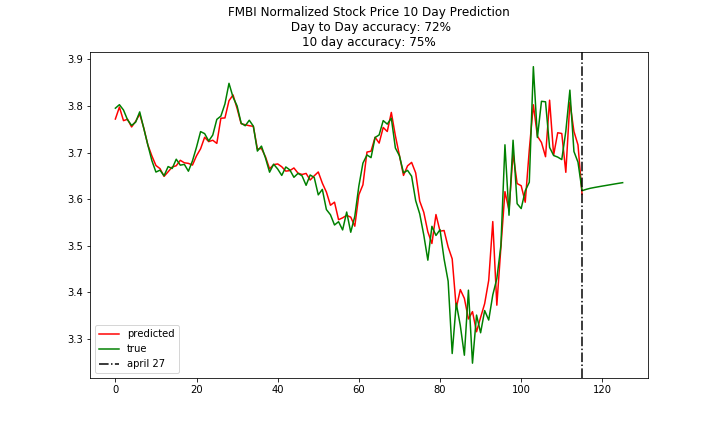 FMBI Normalized Stock Price 10 Day Prediction
Day to Day accuracy: 72%
10 day accuracy: 75%
3.9
3.8
3.7
3.6
3.5
3.4
3.3
predicted
true
april 27
0 20 40 60 80 100 120